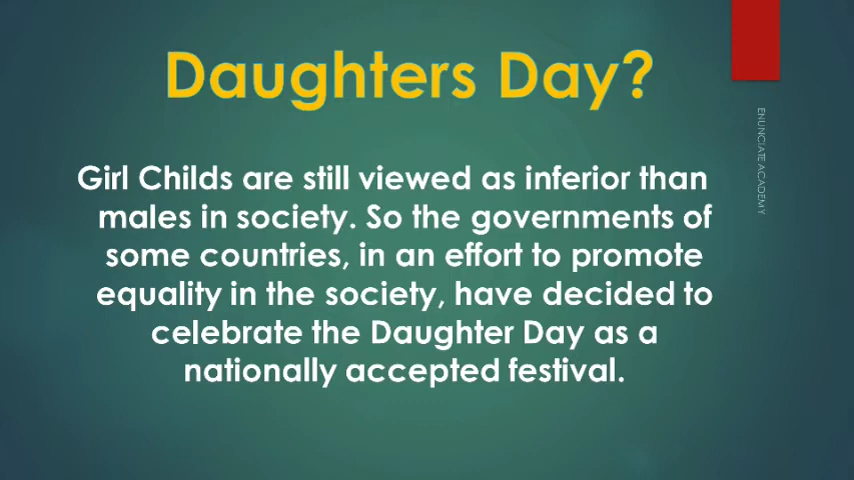 Daughters Day?
Girl Childs are still viewed as inferior than
males in society. So the governments of
some countries, in an effort to promote
equality in the society, have decided to
celebrate the Daughter Day as a
nationally accepted festival.
ENUNCIATE ACADEMY